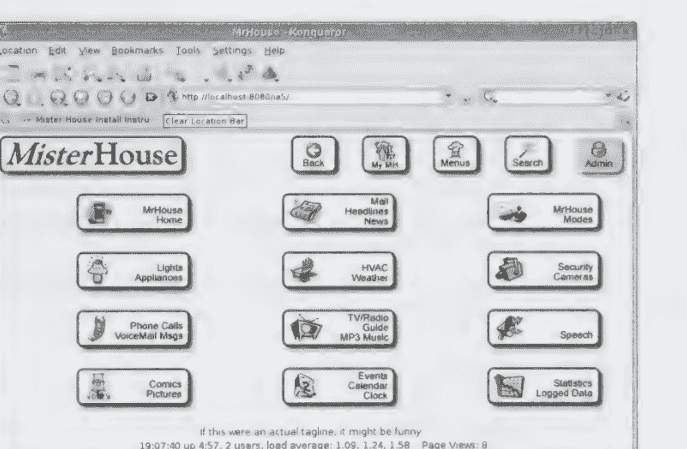 MrHouse - Konqueror
ocation Edit View Bookmarks Tools Settings Help
http://localhost:8080/ia5/
Mister House Install Instru
Clear Location Bar
MisterHouse
Back
My MH
Menus
Search
Admin
MrHouse
Home
Mail
Headlines
News
MrHouse
Modes
Lights
Appliances
HVAC
Weather
Security
Cameras
Phone Calls
VoiceMail Msgs
TV/Radio
Guide
MP3 Music
Speech
Comics
Pictures
Events
Calendar
Clock
Statistics
Logged Data
If this were an actual tagline, it might be funny
19:07:40 up 4:57, 2 users, load average: 1.09, 1.24, 1.58 Page Views: 8